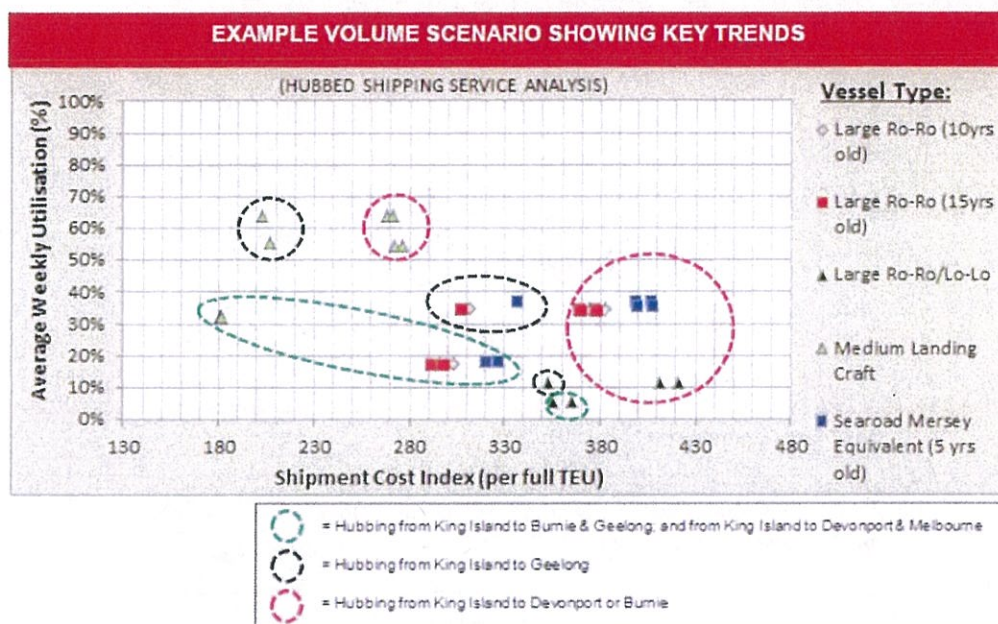 EXAMPLE VOLUME SCENARIO SHOWING KEY TRENDS
(HUBBED SHIPPING SERVICE ANALYSIS)
Average Weekly Utilisation (%)
100%
90%
80%
70%
60%
50%
40%
30%
20%
10%
0%
130 180 230 280 330 380 430 480
Shipment Cost Index (per full TEU)
Vessel Type:
Large Ro-Ro (10yrs
old)
Large Ro-Ro (15yrs
old)
Large Ro-Ro/Lo-Lo
Medium Landing
Craft
Searoad Mersey
Equivalent (5 yrs
old)
= Hubbing from King Island to Burnie & Geelong; and from King Island to Devonport & Melbourne
= Hubbing from King Island to Geelong
= Hubbing from King Island to Devonport or Burnie